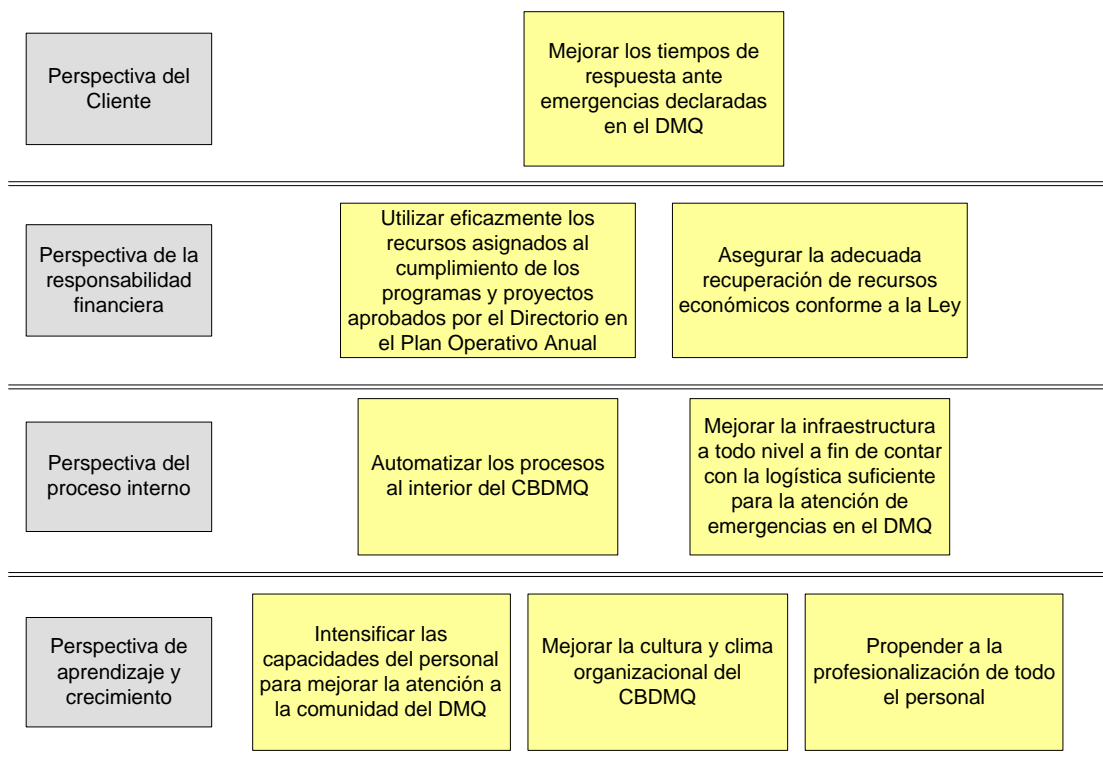 Perspectiva del
Cliente
Mejorar los tiempos de
respuesta ante
emergencias declaradas
en el DMQ
Perspectiva de la
responsabilidad
financiera
Utilizar eficazmente los
recursos asignados al
cumplimiento de los
programas y proyectos
aprobados por el Directorio en
el Plan Operativo Anual
Asegurar la adecuada
recuperación de recursos
económicos conforme a la Ley
Perspectiva del
proceso interno
Automatizar los procesos
al interior del CBDMQ
Mejorar la infraestructura
a todo nivel a fin de contar
con la logística suficiente
para la atención de
emergencias en el DMQ
Perspectiva de
aprendizaje y
crecimiento
Intensificar las
capacidades del personal
para mejorar la atención a
la comunidad del DMQ
Mejorar la cultura y clima
organizacional del
CBDMQ
Propender a la
profesionalización de todo
el personal